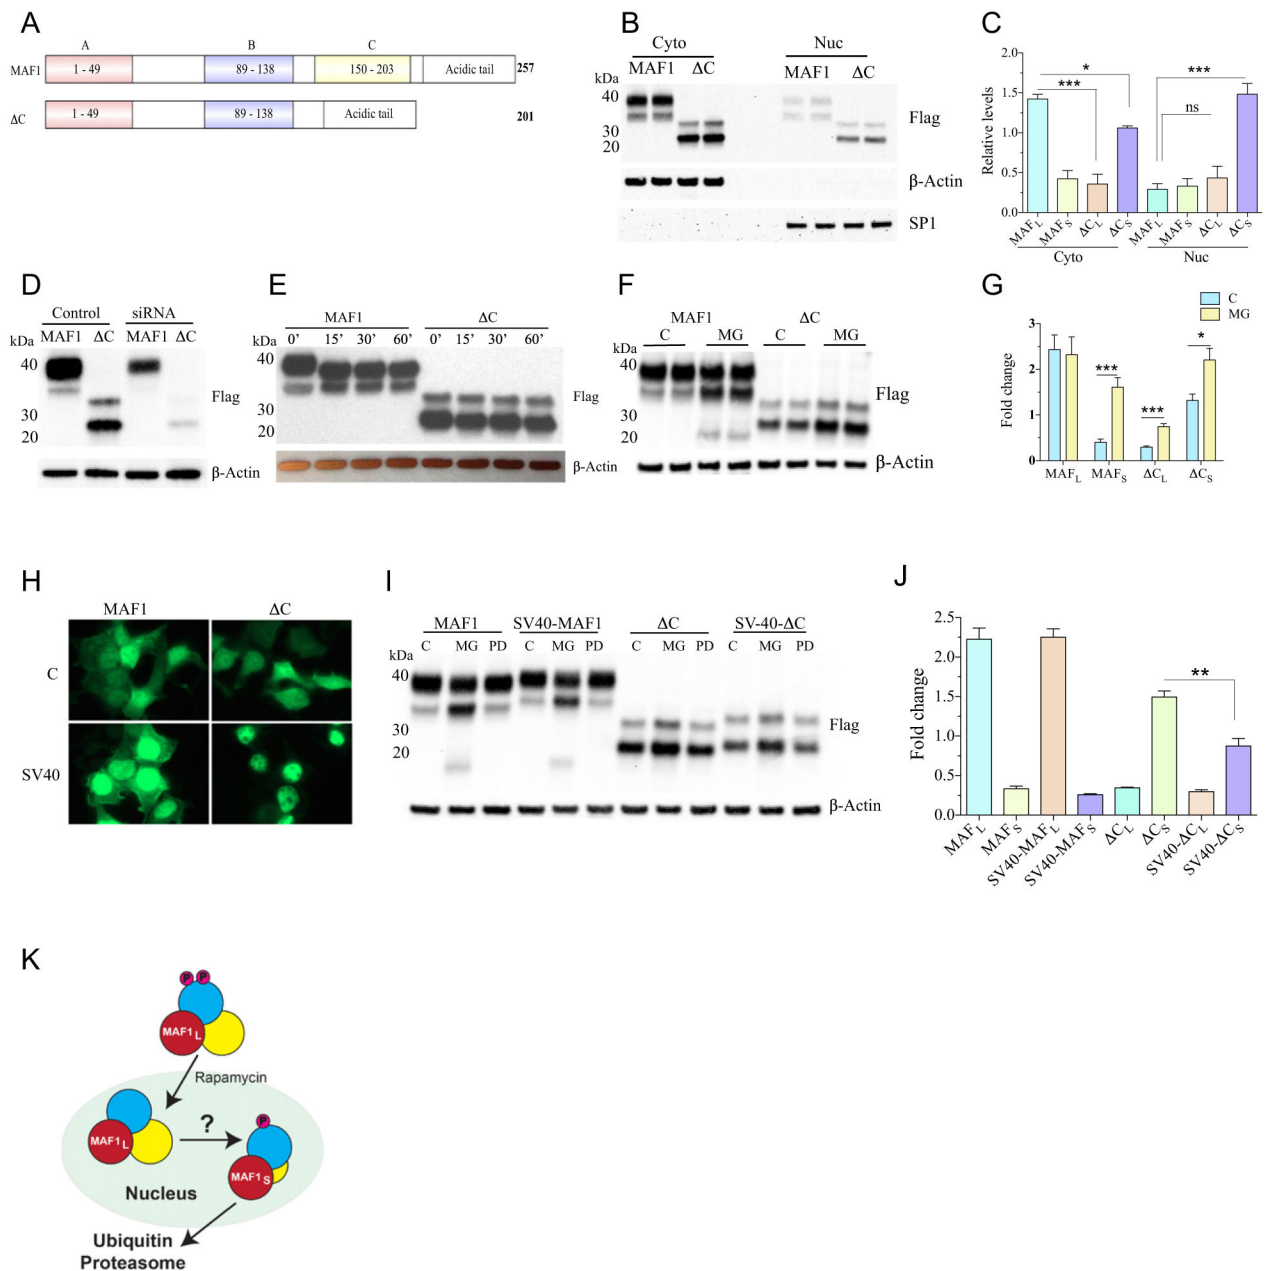 A
A B C
MAF1 1 - 49 89 - 138 150 - 203 Acidic tail 257
ΔC 1 - 49 89 - 138 Acidic tail 201
B
Cyto Nuc
kDa MAF1 ΔC MAF1 ΔC
40
30
20
Flag
β-Actin
SP1
C
Relative levels
2.0
1.5
1.0
0.5
0.0
* *** *** ns
MAFL MAFS ΔCL ΔCS MAFL MAFS ΔCL ΔCS
Cyto Nuc
D
Control siRNA
kDa MAF1 ΔC MAF1 ΔC
40
30
20
Flag
β-Actin
E
MAF1 ΔC
kDa 0’ 15’ 30’ 60’ 0’ 15’ 30’ 60’
40
30
20
Flag
β-Actin
F
MAF1 ΔC
kDa C MG C MG
40
30
20
Flag
β-Actin
G
C
MG
Fold change
3
2
1
0
*** *** *
MAFL MAFS ΔCL ΔCS
H
MAF1 ΔC
C
SV40
I
MAF1 SV40-MAF1 ΔC SV-40-ΔC
kDa C MG PD C MG PD C MG PD C MG PD
40
30
20
Flag
β-Actin
J
Fold change
2.5
2.0
1.5
1.0
0.5
0.0
**
MAFL MAFS SV40-MAFL SV40-MAFS ΔCL ΔCS SV40-ΔCL SV40-ΔCS
K
P P
MAF1L
Rapamycin
MAF1L ? P
MAF1S
Nucleus
Ubiquitin
Proteasome